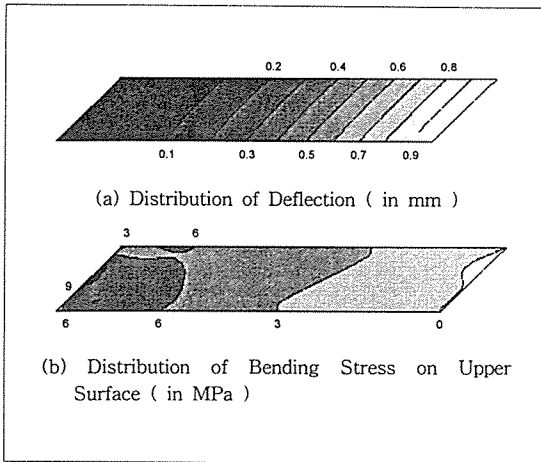 0.2 0.4 0.6 0.8
0.1 0.3 0.5 0.7 0.9
(a) Distribution of Deflection ( in mm )
3 6
9
6 6 3 0
(b) Distribution of Bending Stress on Upper
Surface ( in MPa )